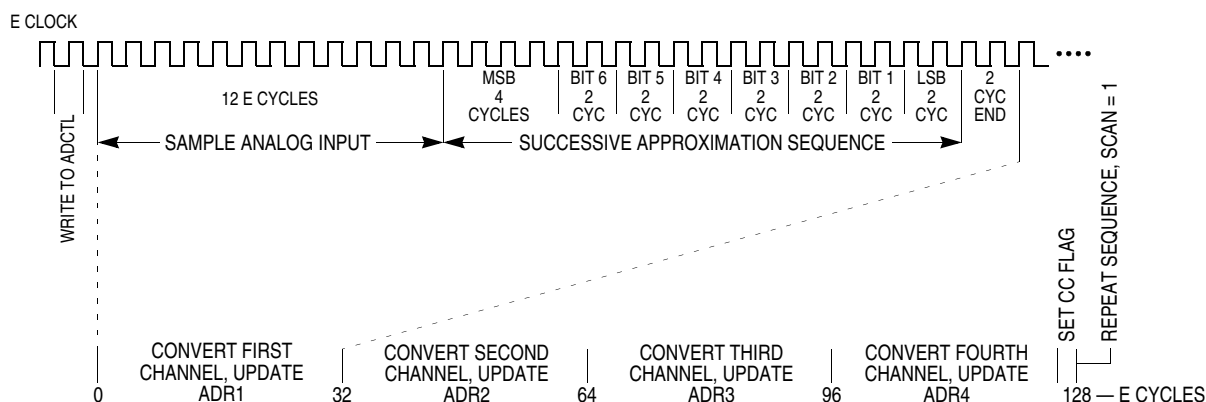 E CLOCK
MSB
4
CYCLES
BIT 6
2
CYC
BIT 5
2
CYC
BIT 4
2
CYC
BIT 3
2
CYC
BIT 2
2
CYC
BIT 1
2
CYC
LSB
2
CYC
2
CYC
END
12 E CYCLES
SAMPLE ANALOG INPUT
SUCCESSIVE APPROXIMATION SEQUENCE
WRITE TO ADCTL
SET CC FLAG
REPEAT SEQUENCE, SCAN = 1
CONVERT FIRST
CHANNEL, UPDATE
ADR1
CONVERT SECOND
CHANNEL, UPDATE
ADR2
CONVERT THIRD
CHANNEL, UPDATE
ADR3
CONVERT FOURTH
CHANNEL, UPDATE
ADR4
0
32
64
96
128 — E CYCLES